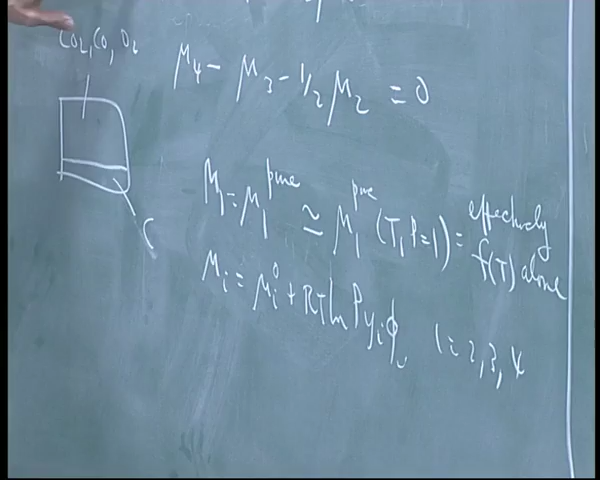 CO2, CO, O2
μ4 - μ3 - 1/2 μ2 = 0
C
μ1 = μ1^pure ≃ μ1^pure (T, P=1) = effectively f(T) alone
μi = μi^0 + RT ln P yi ϕi i = 2, 3, 4